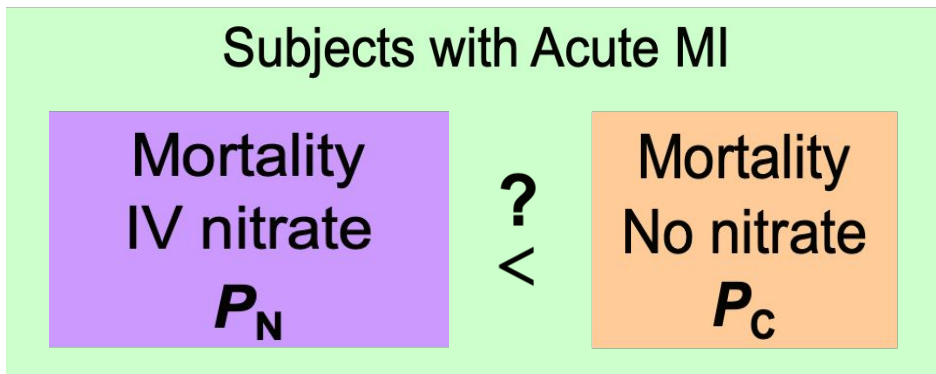 Subjects with Acute MI
Mortality
IV nitrate
PN
?
<
Mortality
No nitrate
PC